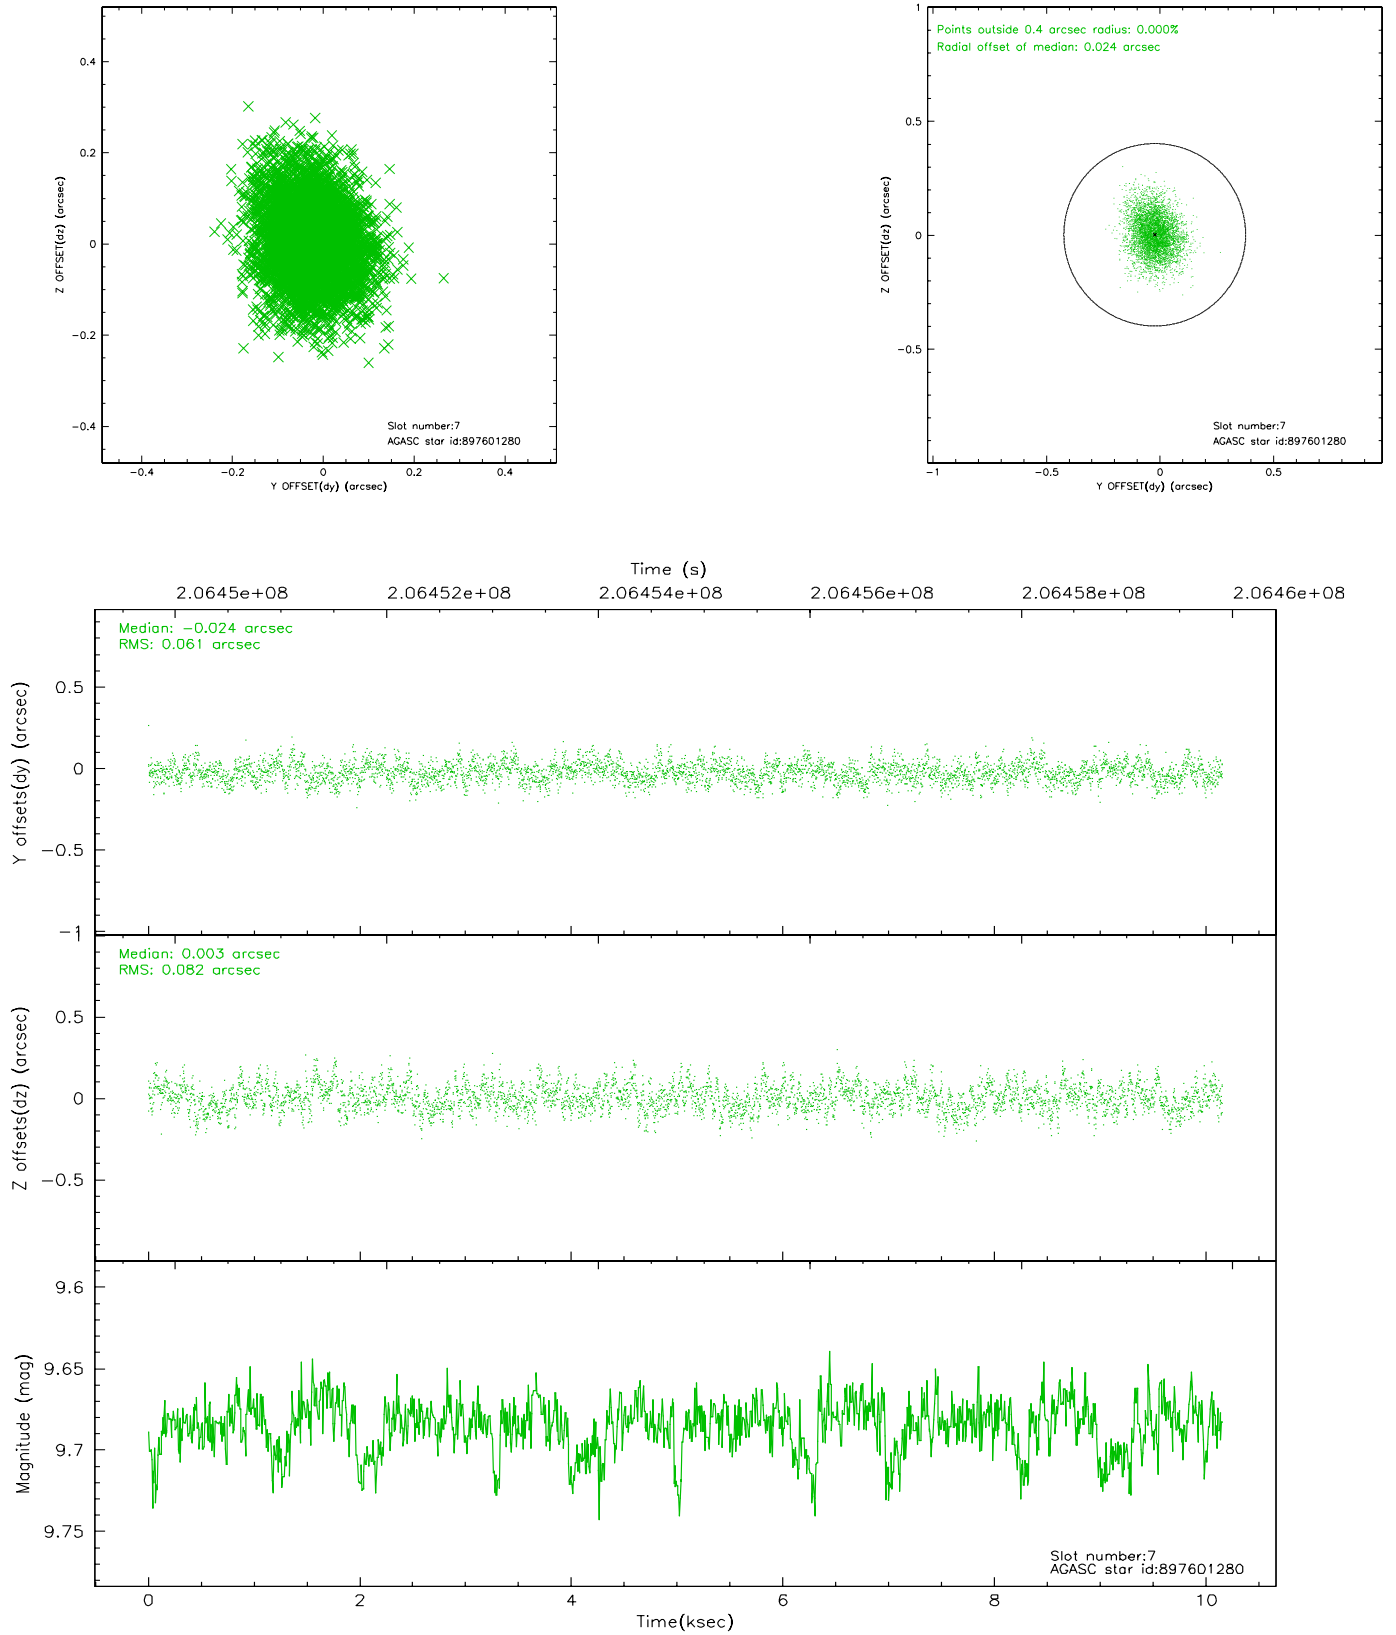 0.4
0.2
0
-0.2
-0.4
Z OFFSET(dz) (arcsec)
Slot number:7
AGASC star id:897601280
-0.4
-0.2
0
0.2
0.4
Y OFFSET(dy) (arcsec)
Points outside 0.4 arcsec radius: 0.000%
Radial offset of median: 0.024 arcsec
1
0.5
0
-0.5
Z OFFSET(dz) (arcsec)
Slot number:7
AGASC star id:897601280
-1
-0.5
0
0.5
Y OFFSET(dy) (arcsec)
Time (s)
2.0645e+08
2.06452e+08
2.06454e+08
2.06456e+08
2.06458e+08
2.0646e+08
Median: -0.024 arcsec
RMS: 0.061 arcsec
0.5
0
-0.5
-1
Y offsets(dy) (arcsec)
1
Median: 0.003 arcsec
RMS: 0.082 arcsec
0.5
0
-0.5
Z offsets(dz) (arcsec)
9.6
9.65
9.7
9.75
Magnitude (mag)
Slot number:7
AGASC star id:897601280
0
2
4
6
8
10
Time(ksec)